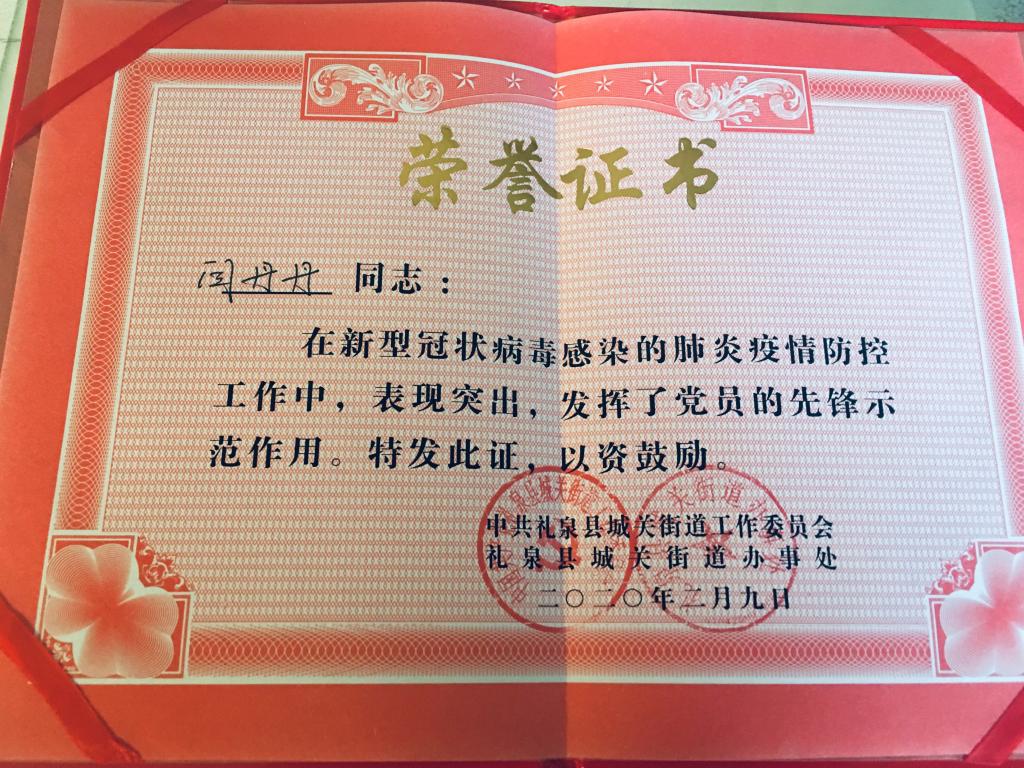 荣誉证书
闫丹丹 同志：
在新型冠状病毒感染的肺炎疫情防控
工作中，表现突出，发挥了党员的先锋示
范作用。特发此证，以资鼓励。
中共礼泉县城关街道工作委员会
礼泉县城关街道办事处
二〇二〇年二月九日